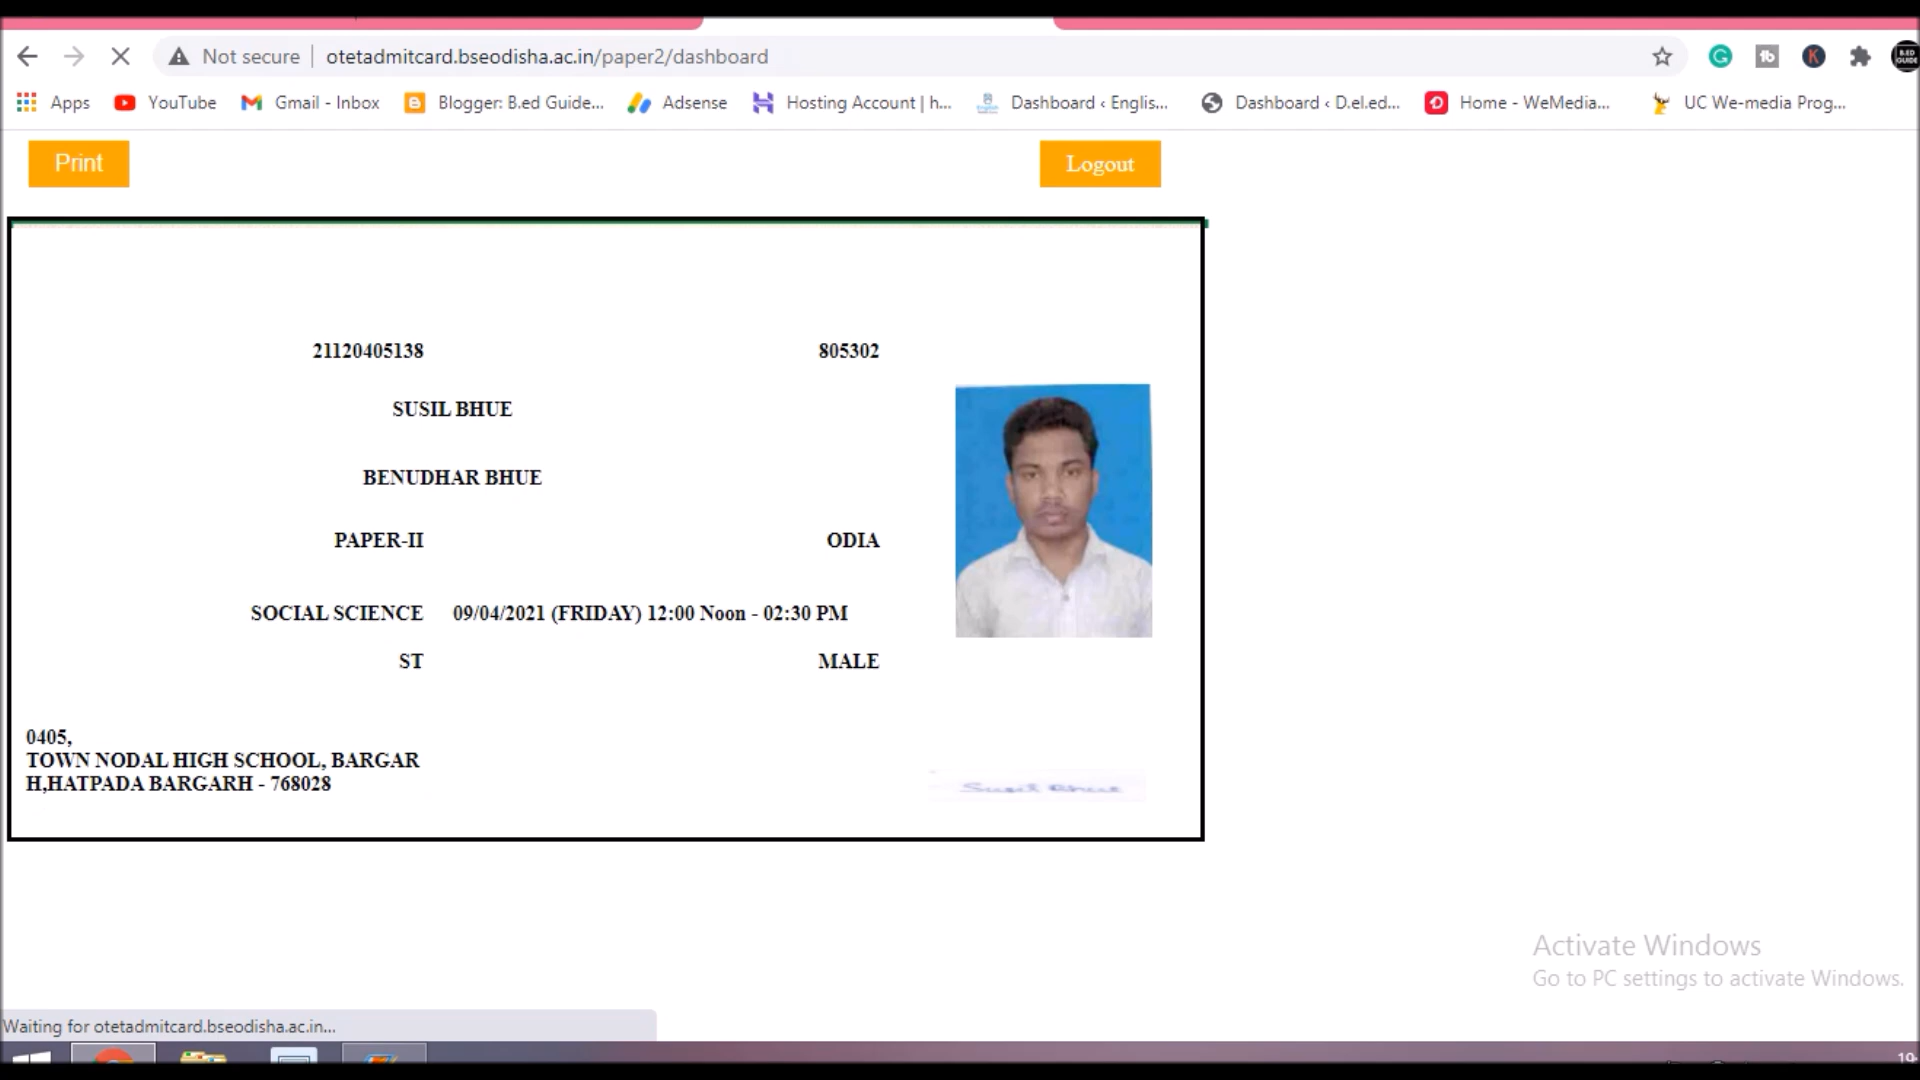 Not secure otetadmitcard.bseodisha.ac.in/paper2/dashboard
Apps YouTube Gmail - Inbox Blogger: B.ed Guide... Adsense Hosting Account | h... Dashboard ‹ Englis... Dashboard ‹ D.el.ed... Home - WeMedia... UC We-media Prog...
Print Logout
21120405138 805302
SUSIL BHUE
BENUDHAR BHUE
PAPER-II ODIA
SOCIAL SCIENCE 09/04/2021 (FRIDAY) 12:00 Noon - 02:30 PM
ST MALE
0405,
TOWN NODAL HIGH SCHOOL, BARGAR
H,HATPADA BARGARH - 768028
Susil Bhue
Activate Windows
Go to PC settings to activate Windows.
Waiting for otetadmitcard.bseodisha.ac.in...